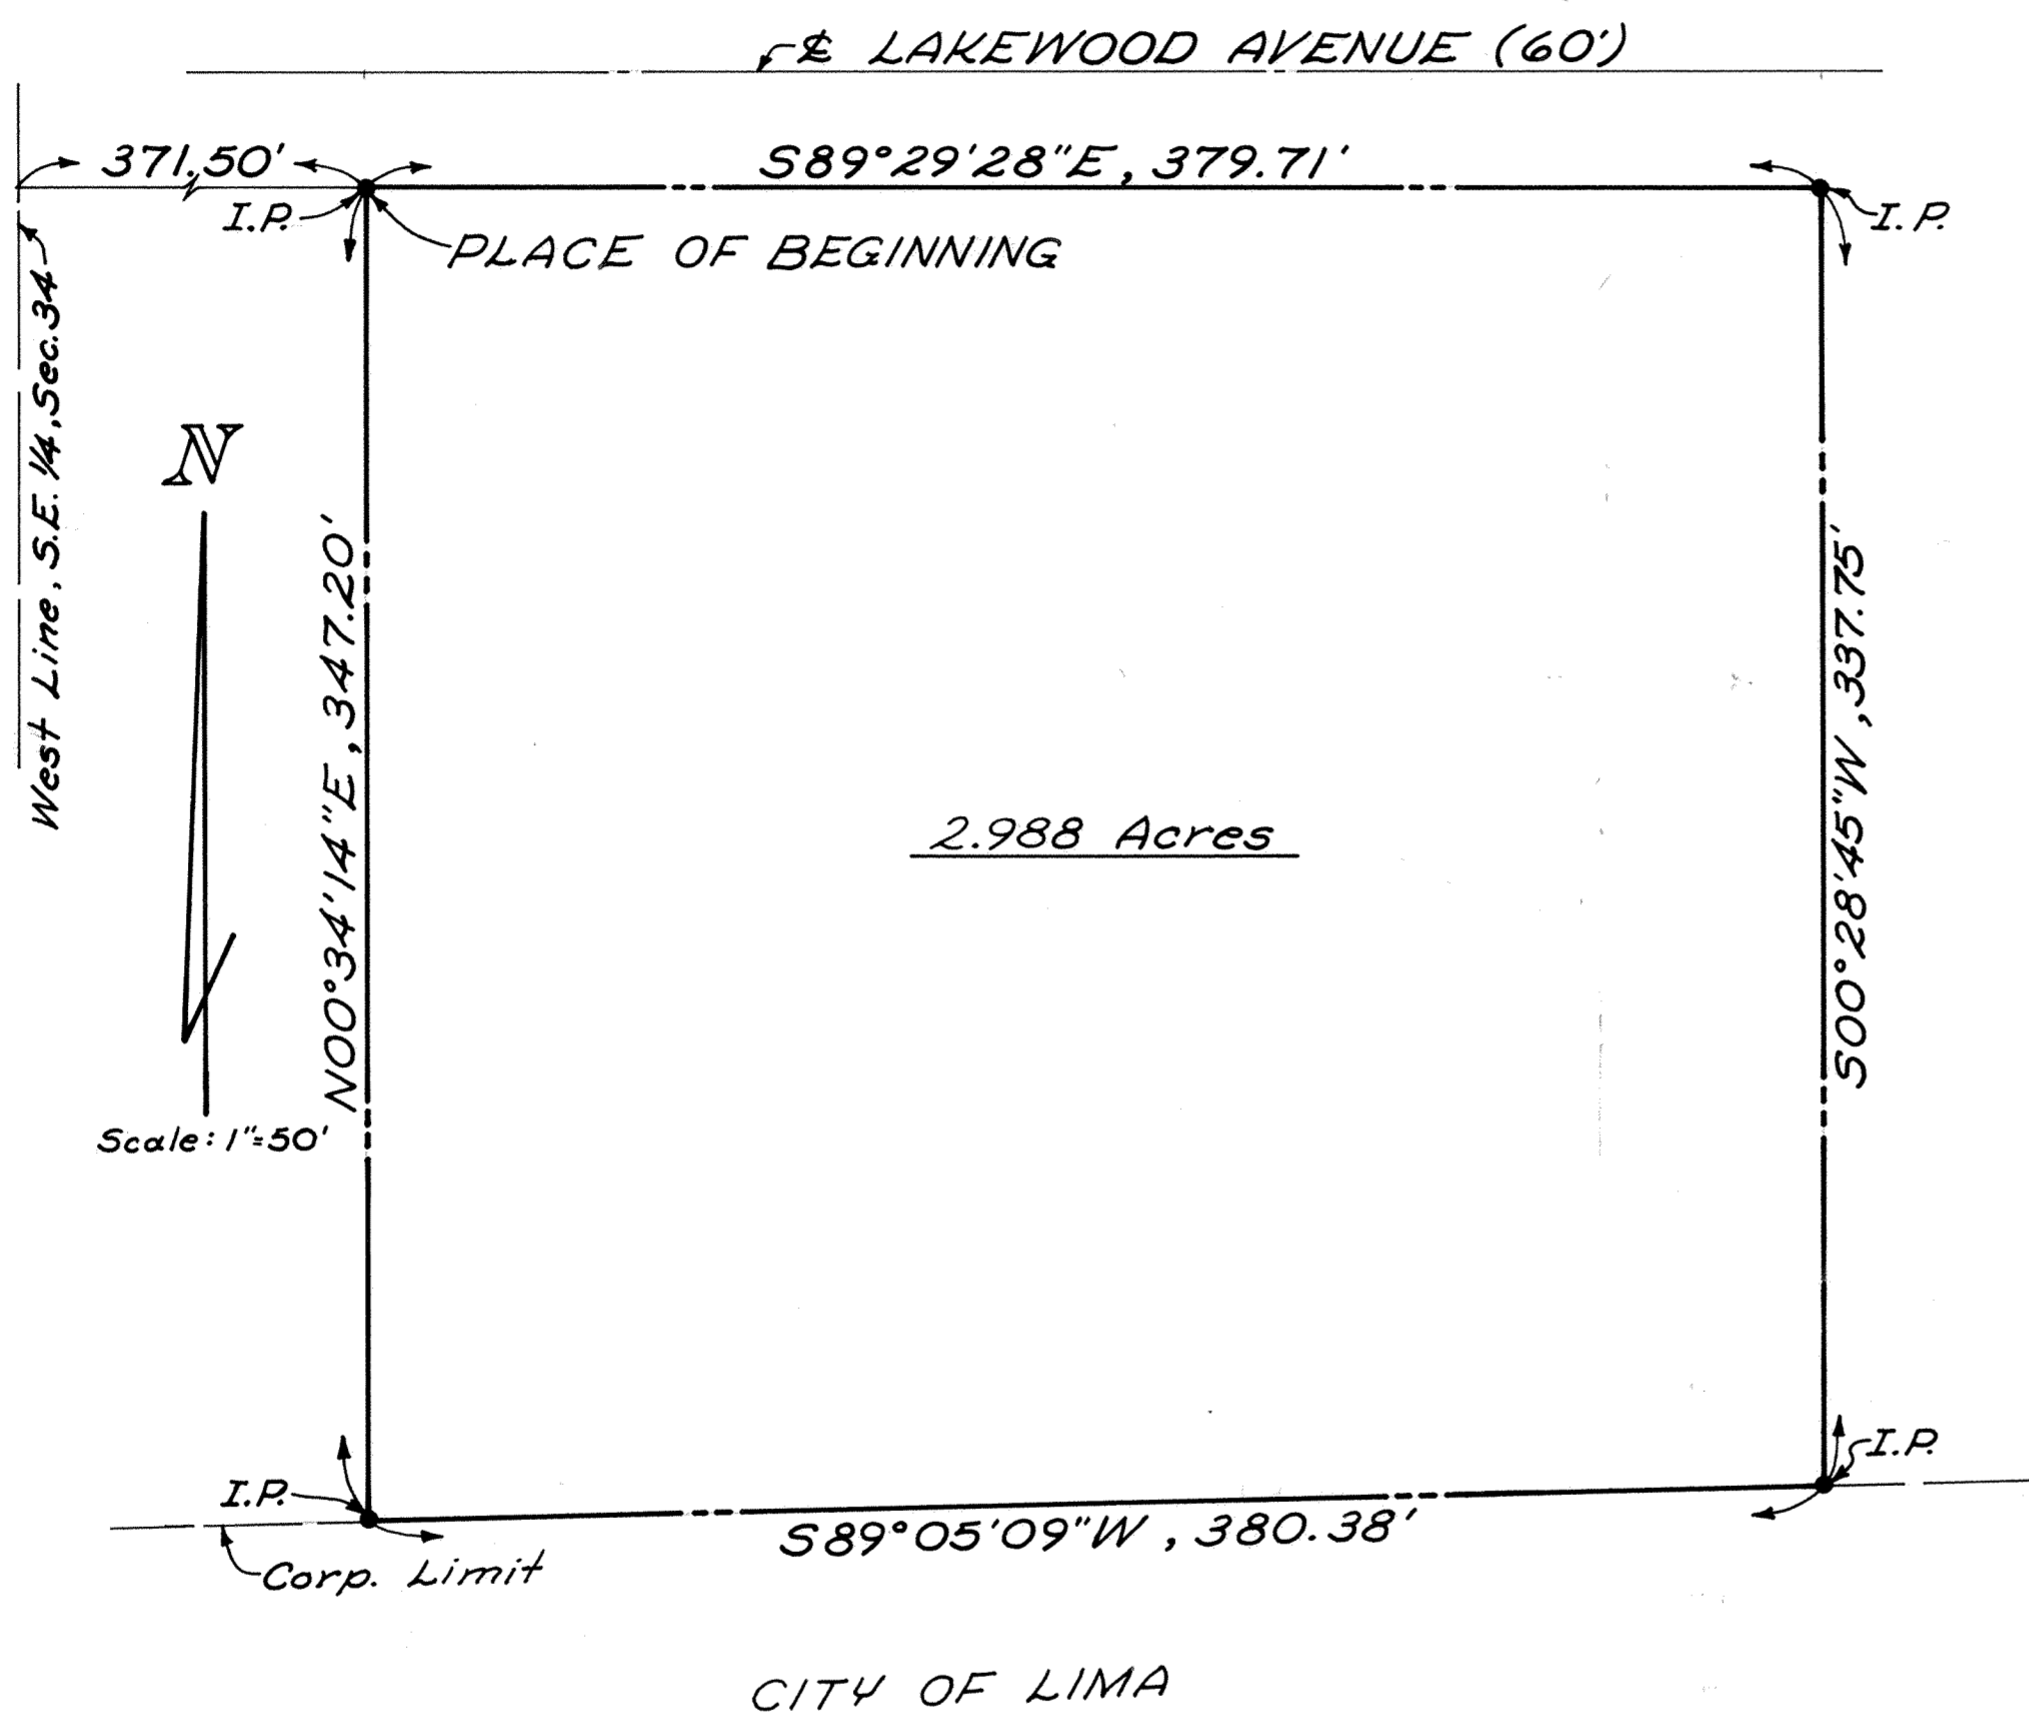 ℄ LAKEWOOD AVENUE (60')
371.50'
S89°29'28"E, 379.71'
I.P.
I.P.
PLACE OF BEGINNING
West Line, S.E. 1/4, Sec. 34
N
N00°34'14"E, 347.20'
S00°28'45"W, 337.75'
2.988 Acres
Scale: 1"=50'
I.P.
I.P.
S89°05'09"W, 380.38'
Corp. Limit
CITY OF LIMA